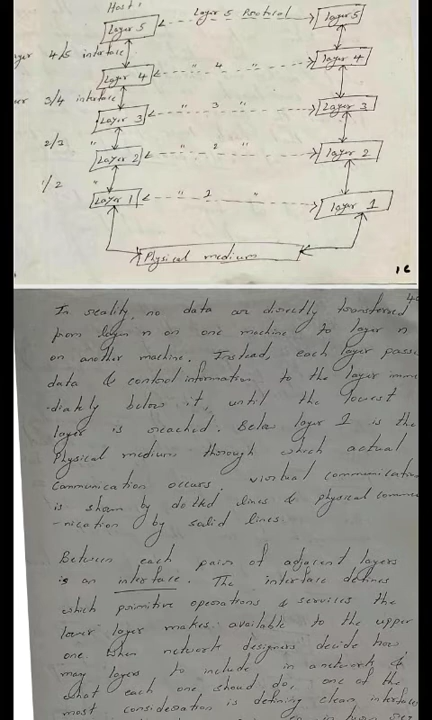 Host 1
Layer 5 Layer 5 Protocol Layer 5
4/5 interface
Layer 4 " 4 " Layer 4
3/4 interface
Layer 3 " 3 " Layer 3
2/3 "
Layer 2 " 2 " Layer 2
1/2 "
Layer 1 " 1 " Layer 1
Physical medium
16
In reality, no data are directly transferred
from layer n on one machine to layer n
on another machine. Instead, each layer passes
data & control information to the layer imme
-diately below it, until the lowest
layer is reached. Below layer 1 is the
Physical medium through which actual
Communication occurs. virtual communication
is shown by dotted lines & physical commu
-nication by solid lines.
Between each pair of adjacent layers
is an interface. The interface defines
which primitive operations & services the
lower layer makes available to the upper
one. When network designers decide how
many layers to include in a network &
what each one should do, one of the
most consideration is defining clean interfaces